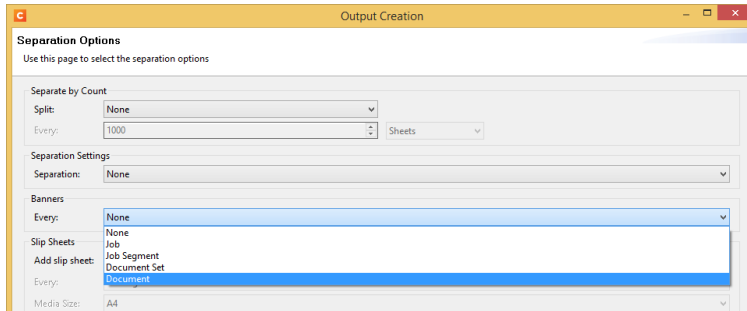 C Output Creation
Separation Options
Use this page to select the separation options
Separate by Count
Split: None
Every: 1000 Sheets
Separation Settings
Separation: None
Banners
Every: None
None
Job
Job Segment
Slip Sheets
Add slip sheet: Document Set
Document
Every:
Media Size: A4